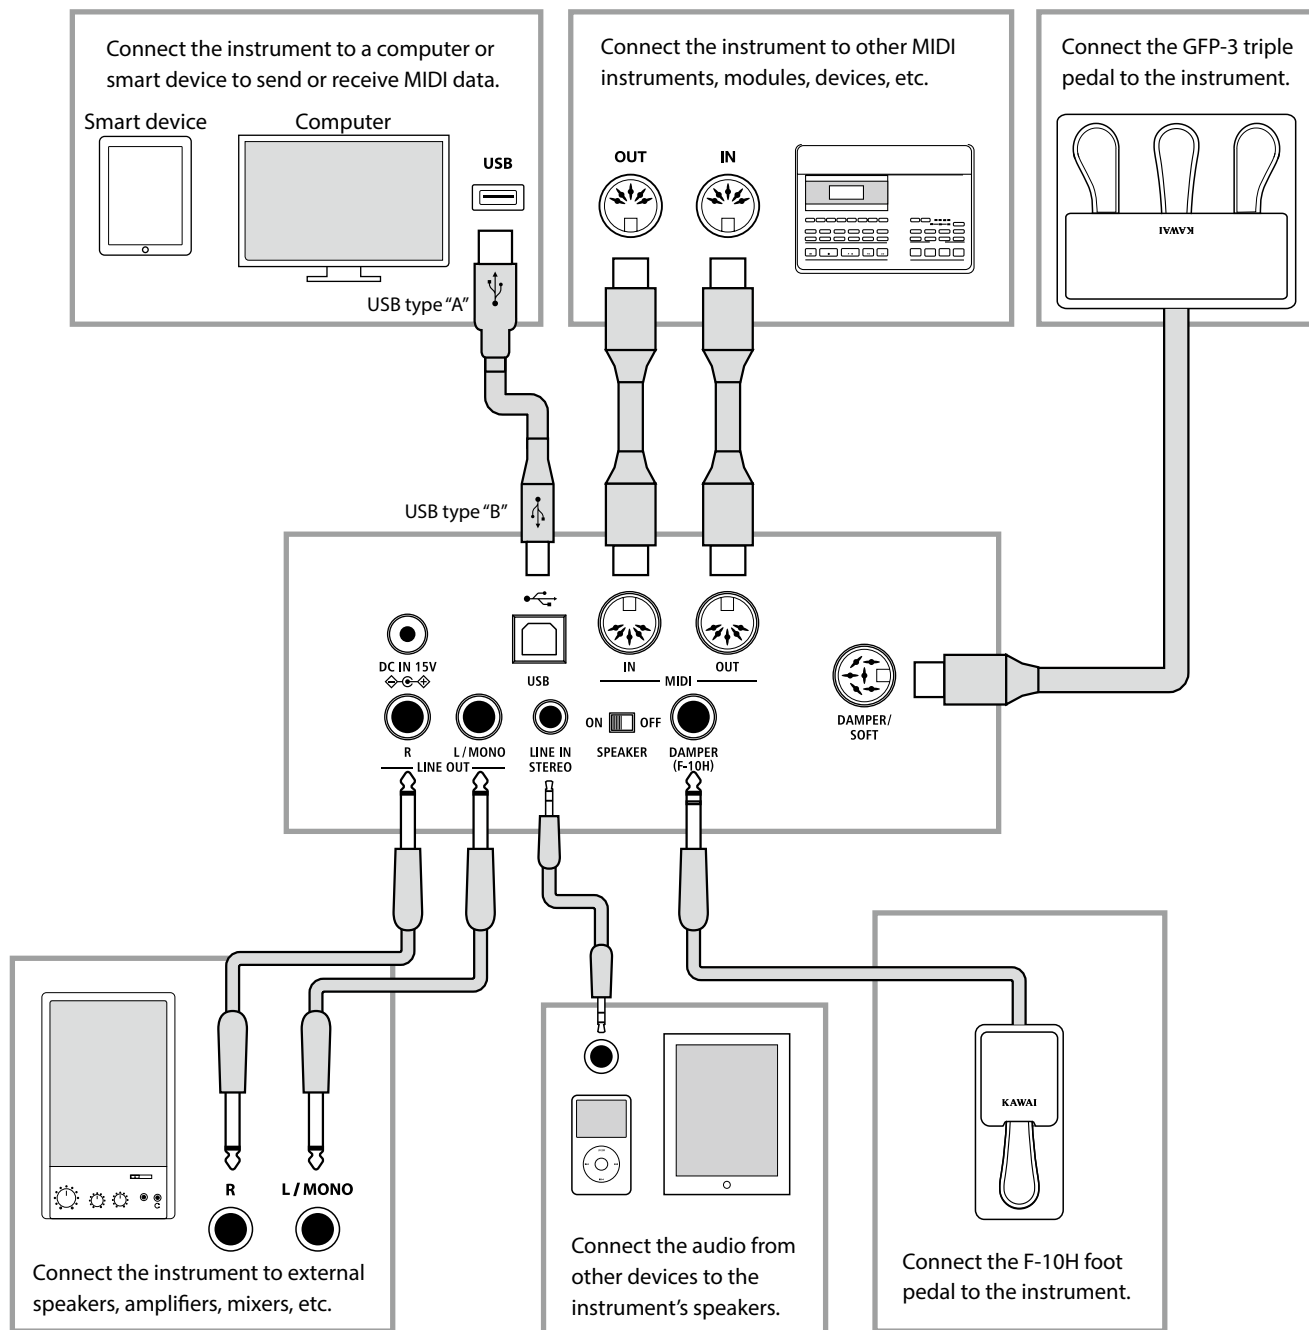 Connect the instrument to a computer or
smart device to send or receive MIDI data.
Smart device
Computer
USB
USB type “A”
Connect the instrument to other MIDI
instruments, modules, devices, etc.
OUT
IN
Connect the GFP-3 triple
pedal to the instrument.
KAWAI
USB type “B”
DC IN 15V
USB
IN
OUT
MIDI
DAMPER/
SOFT
R
L/MONO
LINE OUT
LINE IN
STEREO
ON
OFF
SPEAKER
DAMPER
(F-10H)
R
L/MONO
Connect the instrument to external
speakers, amplifiers, mixers, etc.
Connect the audio from
other devices to the
instrument’s speakers.
KAWAI
Connect the F-10H foot
pedal to the instrument.